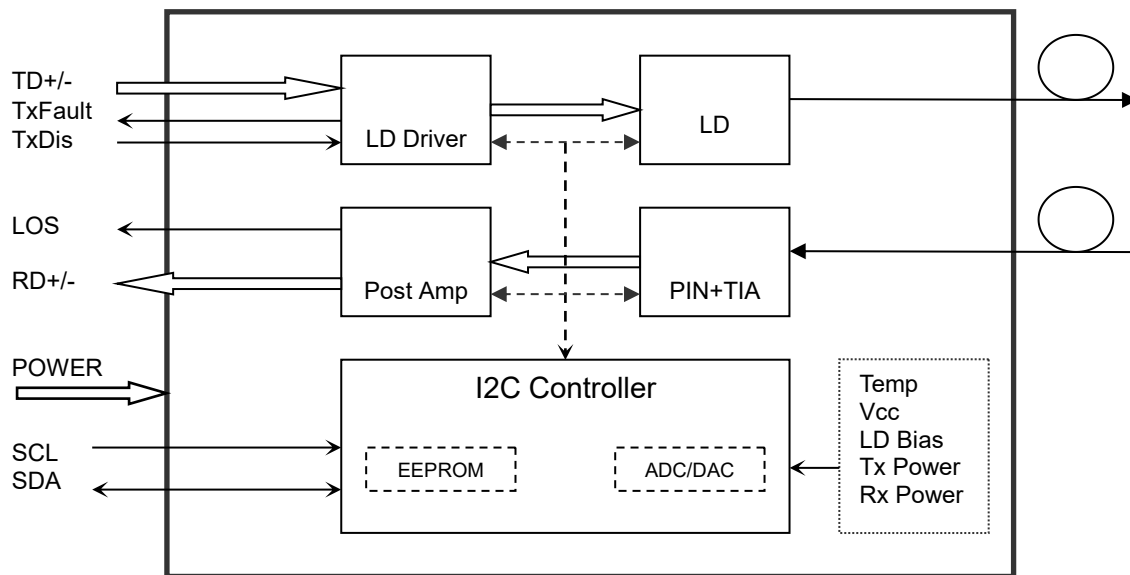 TD+/-
TxFault
TxDis
LD Driver
LD
LOS
RD+/-
Post Amp
PIN+TIA
POWER
I2C Controller
SCL
SDA
EEPROM
ADC/DAC
Temp
Vcc
LD Bias
Tx Power
Rx Power